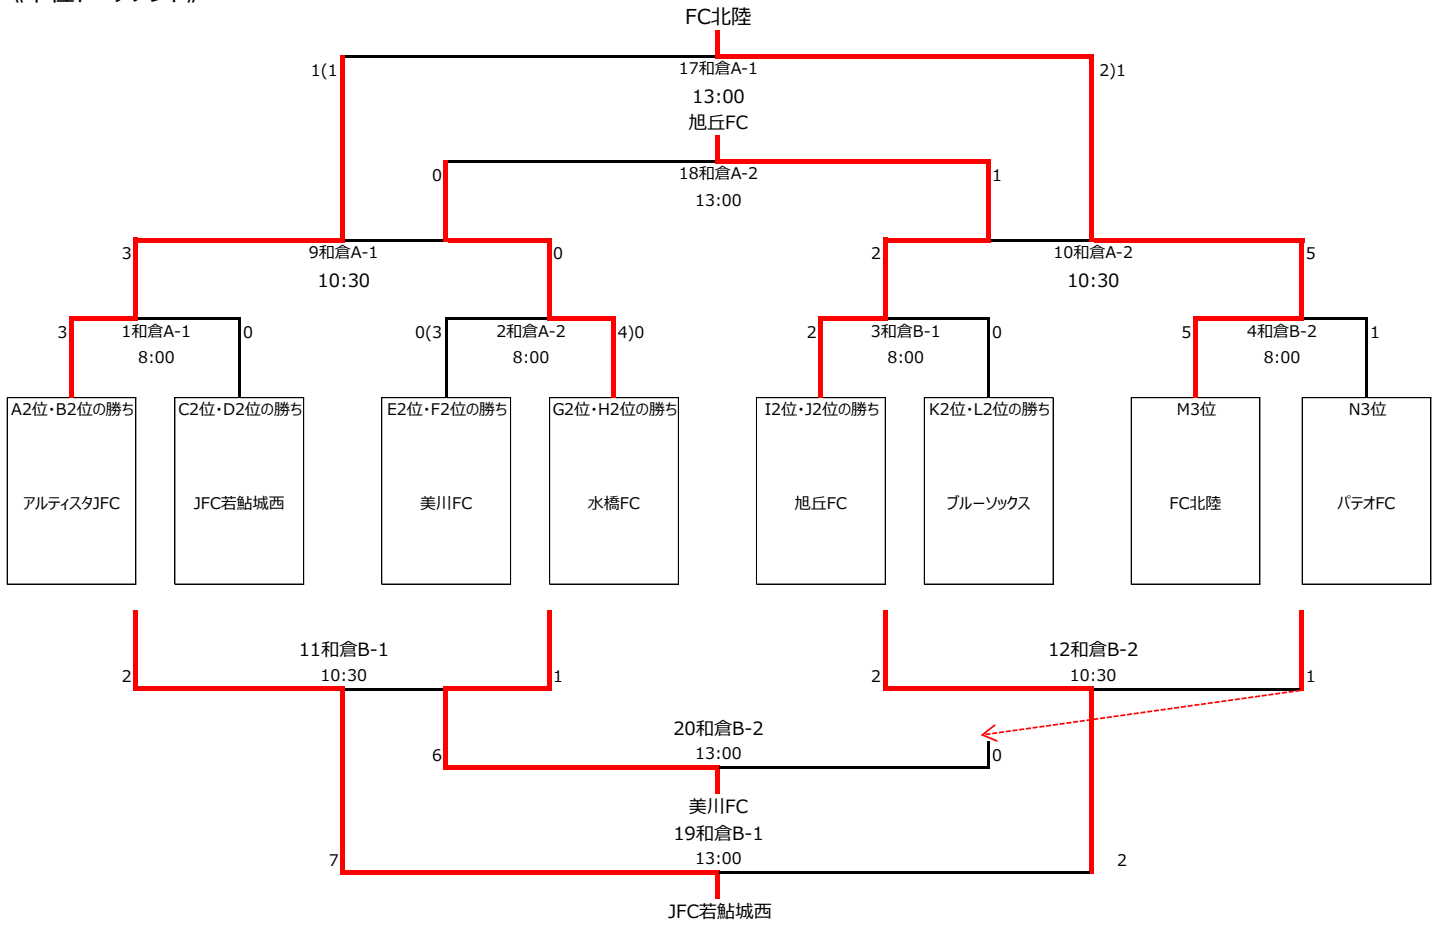 FC北陸
1(1
17和倉A-1
2)1
13:00
旭丘FC
0
18和倉A-2
1
13:00
3
9和倉A-1
0
2
10和倉A-2
5
10:30
10:30
3
1和倉A-1
0
0(3
2和倉A-2
4)0
2
3和倉B-1
0
5
4和倉B-2
1
8:00
8:00
8:00
8:00
A2位・B2位の勝ち
C2位・D2位の勝ち
E2位・F2位の勝ち
G2位・H2位の勝ち
I2位・J2位の勝ち
K2位・L2位の勝ち
M3位
N3位
アルティスタJFC
JFC若鮎城西
美川FC
水橋FC
旭丘FC
ブルーソックス
FC北陸
パテオFC
11和倉B-1
12和倉B-2
2
10:30
1
2
10:30
1
20和倉B-2
6
13:00
0
美川FC
19和倉B-1
7
13:00
2
JFC若鮎城西